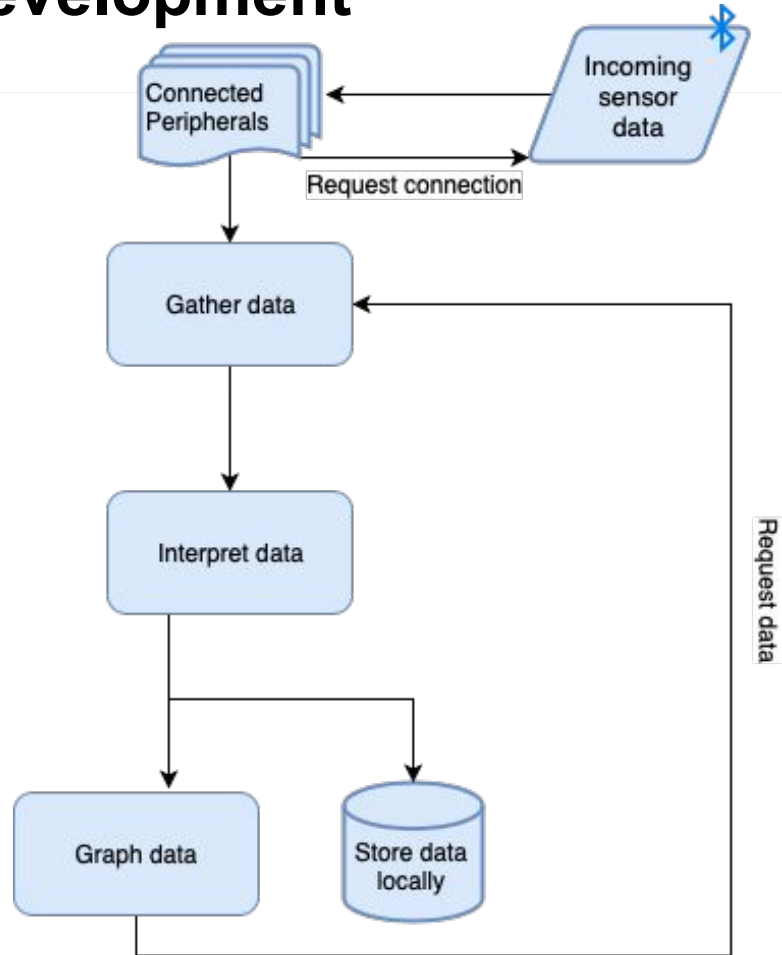 evelopment
Connected
Peripherals
Incoming
sensor
data
Request connection
Gather data
Interpret data
Request data
Graph data
Store data
locally